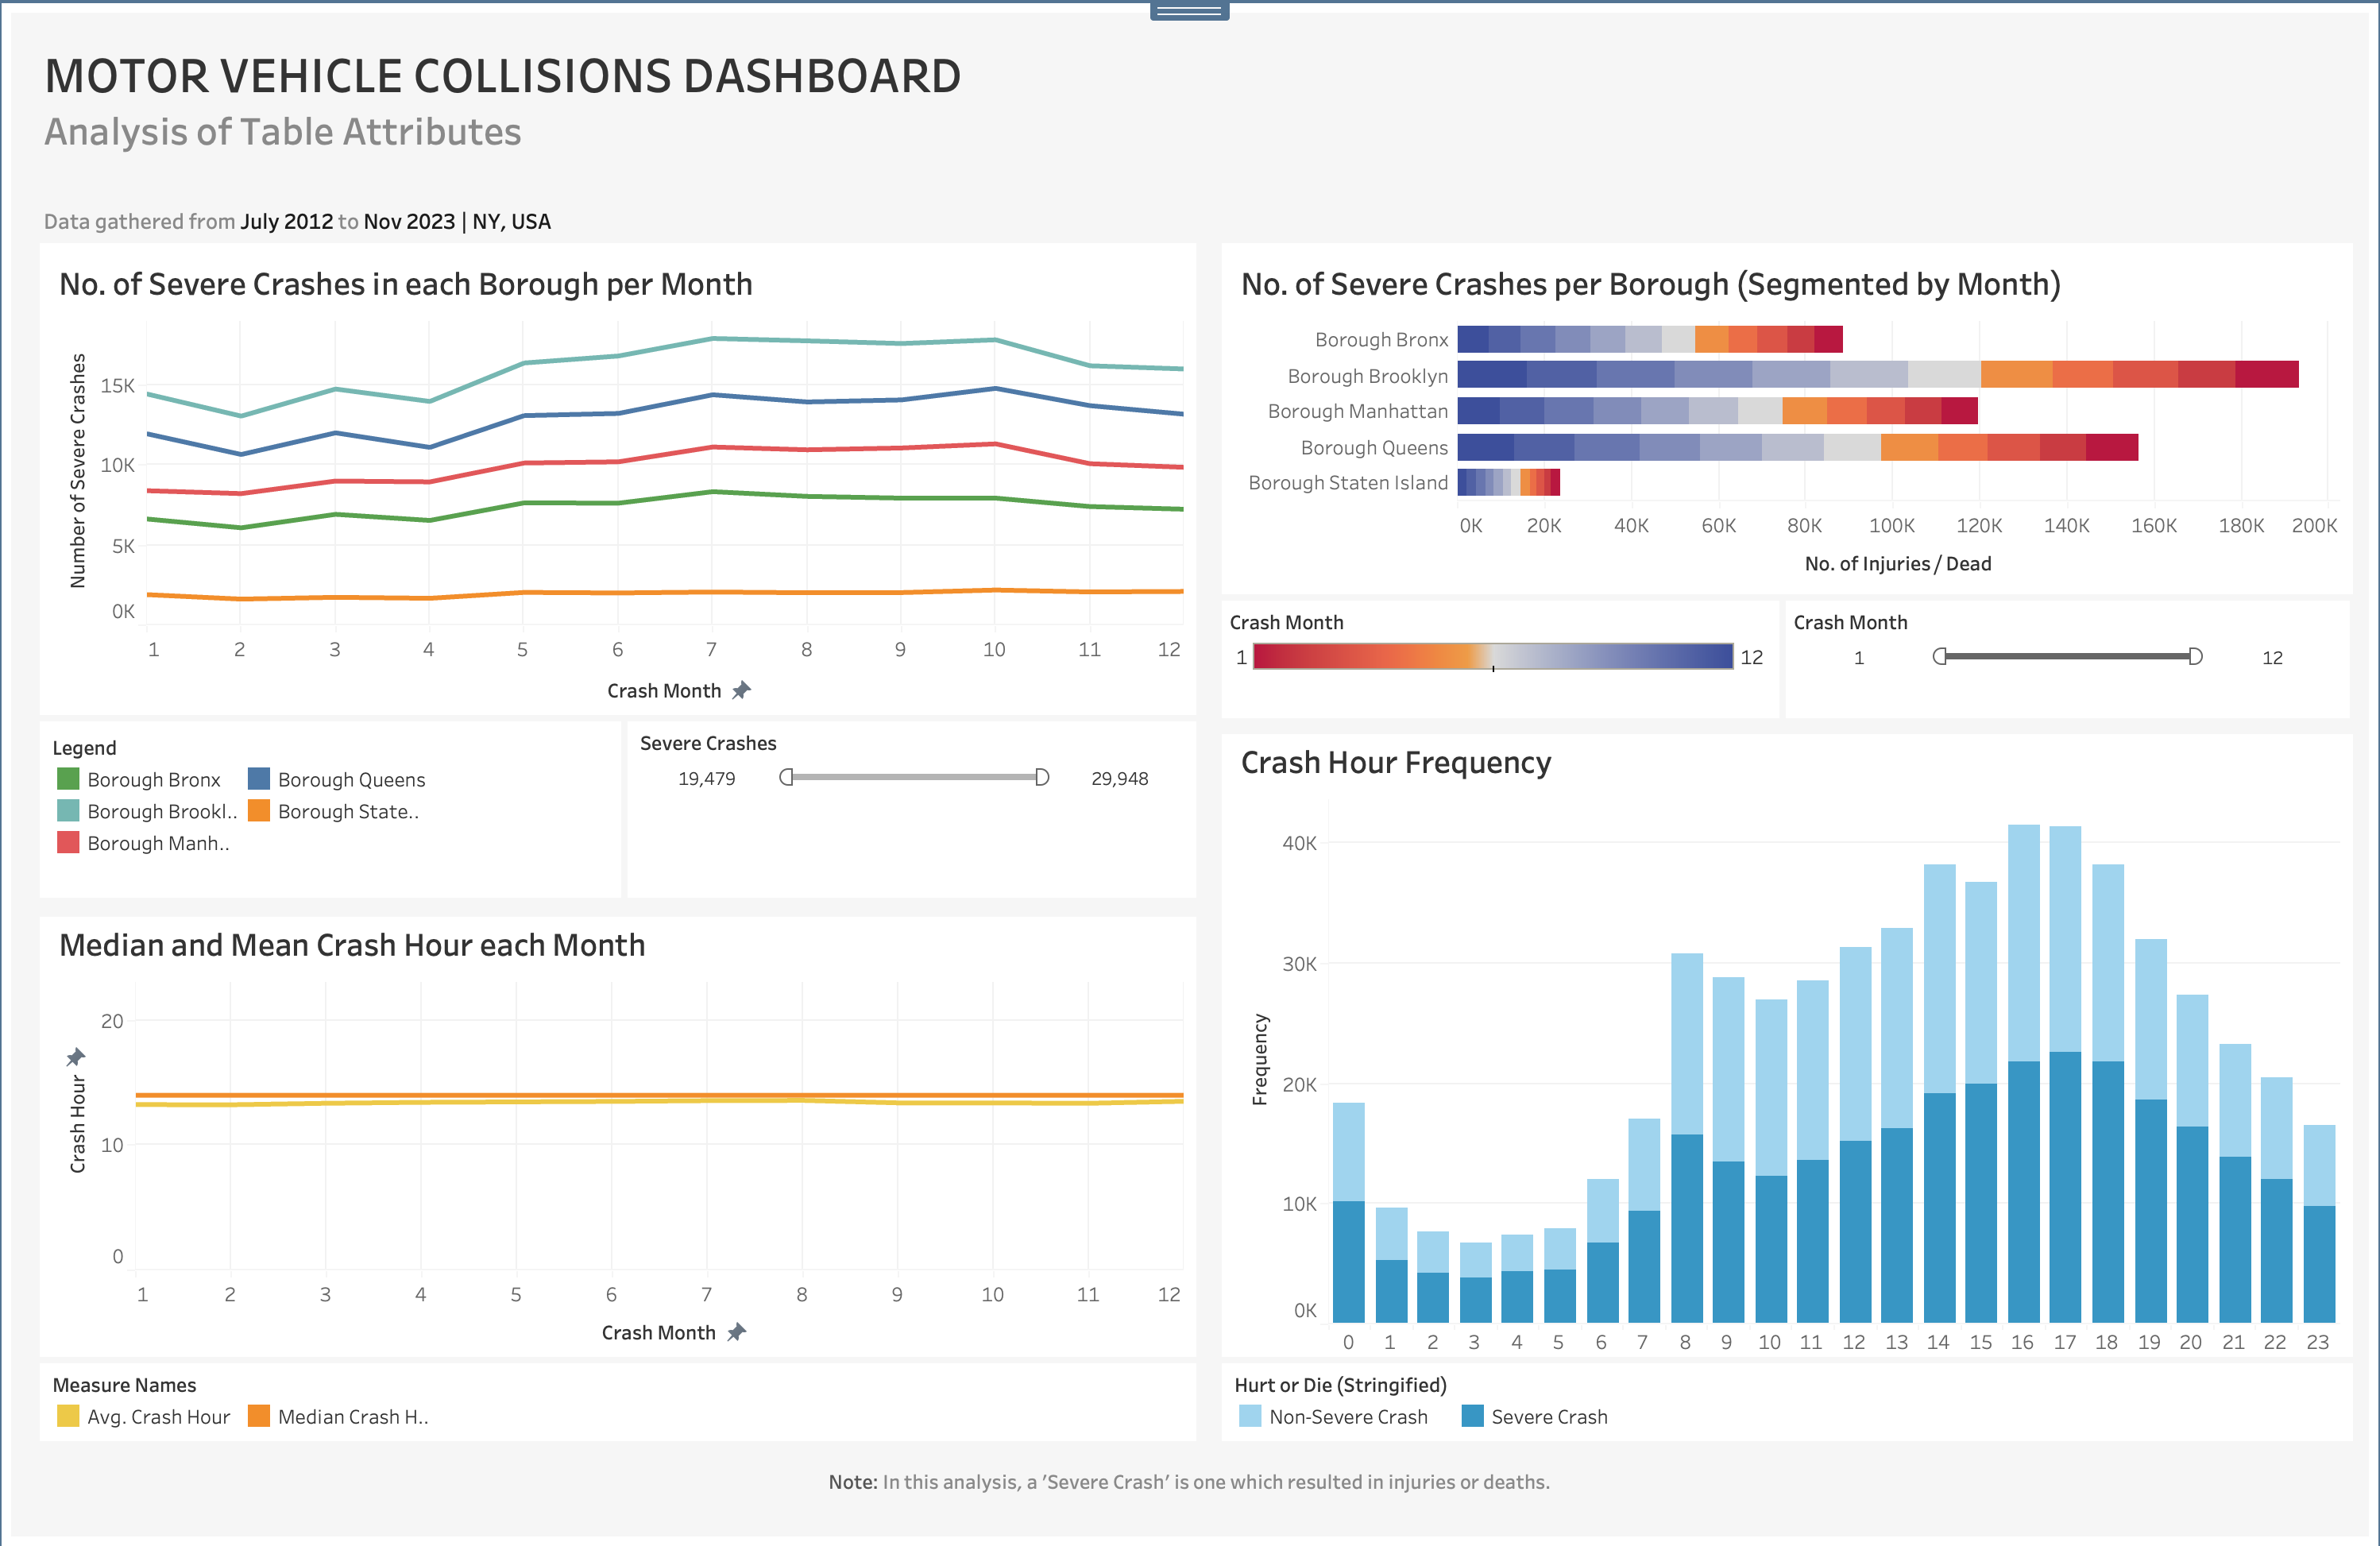 MOTOR VEHICLE COLLISIONS DASHBOARD
Analysis of Table Attributes
Data gathered from July 2012 to Nov 2023 | NY, USA
No. of Severe Crashes in each Borough per Month
Number of Severe Crashes
15K
10K
5K
0K
1 2 3 4 5 6 7 8 9 10 11 12
Crash Month
Legend
Borough Bronx Borough Queens
Borough Brookl.. Borough State..
Borough Manh..
Severe Crashes
19,479 29,948
Median and Mean Crash Hour each Month
Crash Hour
20
10
0
1 2 3 4 5 6 7 8 9 10 11 12
Crash Month
Measure Names
Avg. Crash Hour Median Crash H..
No. of Severe Crashes per Borough (Segmented by Month)
Borough Bronx
Borough Brooklyn
Borough Manhattan
Borough Queens
Borough Staten Island
0K 20K 40K 60K 80K 100K 120K 140K 160K 180K 200K
No. of Injuries / Dead
Crash Month
1 12
Crash Month
1 12
Crash Hour Frequency
Frequency
40K
30K
20K
10K
0K
0 1 2 3 4 5 6 7 8 9 10 11 12 13 14 15 16 17 18 19 20 21 22 23
Hurt or Die (Stringified)
Non-Severe Crash Severe Crash
Note: In this analysis, a 'Severe Crash' is one which resulted in injuries or deaths.